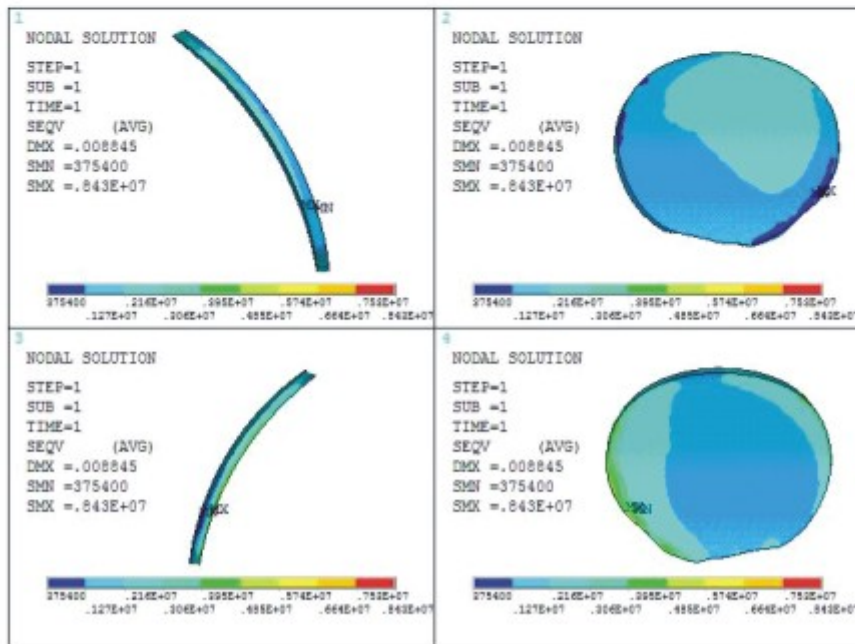 1
NODAL SOLUTION
STEP=1
SUB =1
TIME=1
SEQV (AVG)
DMX =.008845
SMN =375400
SMX =.843E+07
375400 .216E+07 .395E+07 .574E+07 .753E+07
.127E+07 .306E+07 .485E+07 .664E+07 .843E+07
2
NODAL SOLUTION
STEP=1
SUB =1
TIME=1
SEQV (AVG)
DMX =.008845
SMN =375400
SMX =.843E+07
375400 .216E+07 .395E+07 .574E+07 .753E+07
.127E+07 .306E+07 .485E+07 .664E+07 .843E+07
3
NODAL SOLUTION
STEP=1
SUB =1
TIME=1
SEQV (AVG)
DMX =.008845
SMN =375400
SMX =.843E+07
375400 .216E+07 .395E+07 .574E+07 .753E+07
.127E+07 .306E+07 .485E+07 .664E+07 .843E+07
4
NODAL SOLUTION
STEP=1
SUB =1
TIME=1
SEQV (AVG)
DMX =.008845
SMN =375400
SMX =.843E+07
375400 .216E+07 .395E+07 .574E+07 .753E+07
.127E+07 .306E+07 .485E+07 .664E+07 .843E+07